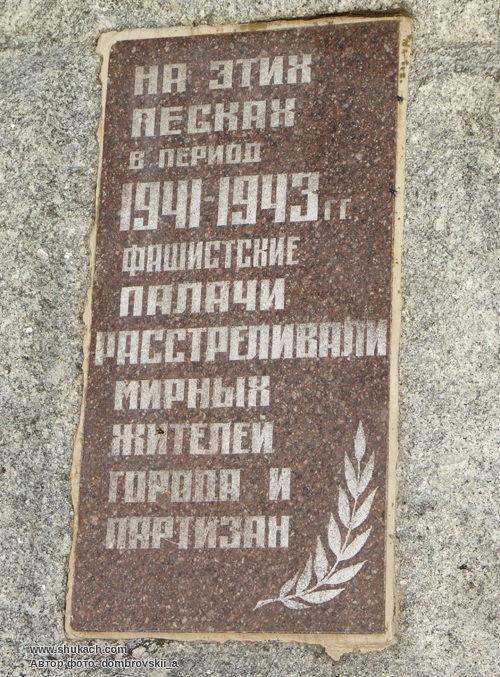 НА ЭТИХ
ПЕСКАХ
В ПЕРИОД
1941-1943 ГГ.
ФАШИСТСКИЕ
ПАЛАЧИ
РАССТРЕЛИВАЛИ
МИРНЫХ
ЖИТЕЛЕЙ
ГОРОДА И
ПАРТИЗАН
www.shukach.com
Автор фото: dombrovskii_a